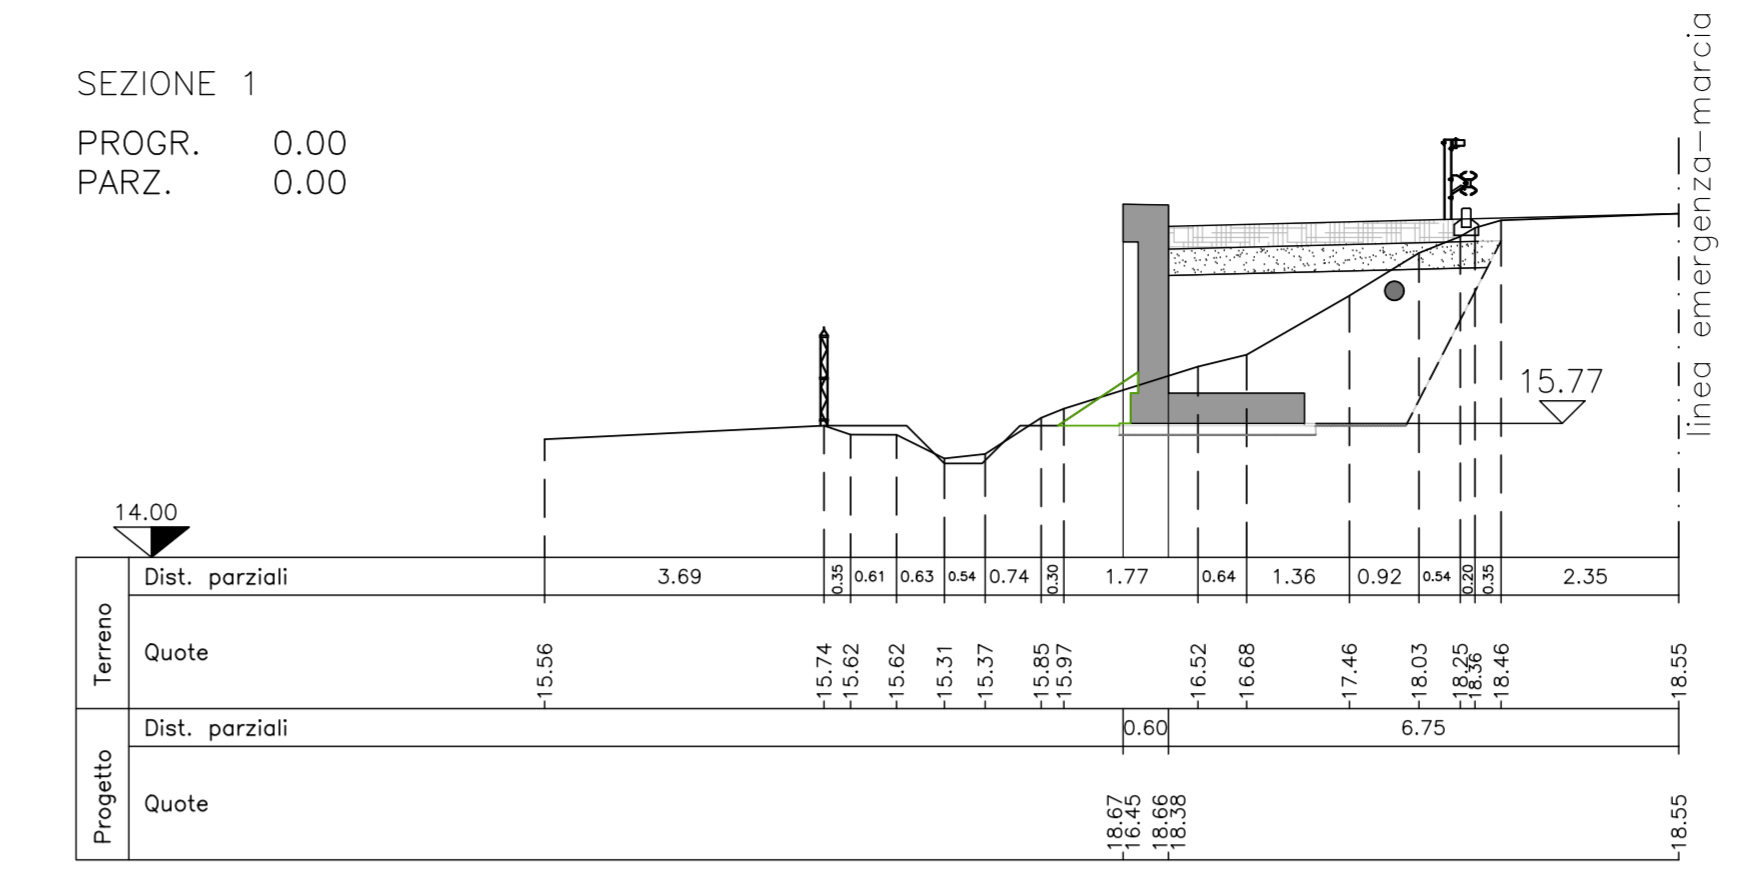 SEZIONE 1
PROGR. 0.00
PARZ. 0.00
linea emergenza-marcia
15.77
14.00
Terreno
Dist. parziali 3.69 0.35 0.61 0.63 0.54 0.74 0.30 1.77 0.64 1.36 0.92 0.54 0.20 0.35 2.35
Quote 15.56 15.74 15.62 15.62 15.31 15.37 15.85 15.97 16.52 16.68 17.46 18.03 18.25 18.36 18.46 18.55
Progetto
Dist. parziali 0.60 6.75
Quote 18.67 16.45 18.66 18.38 18.55